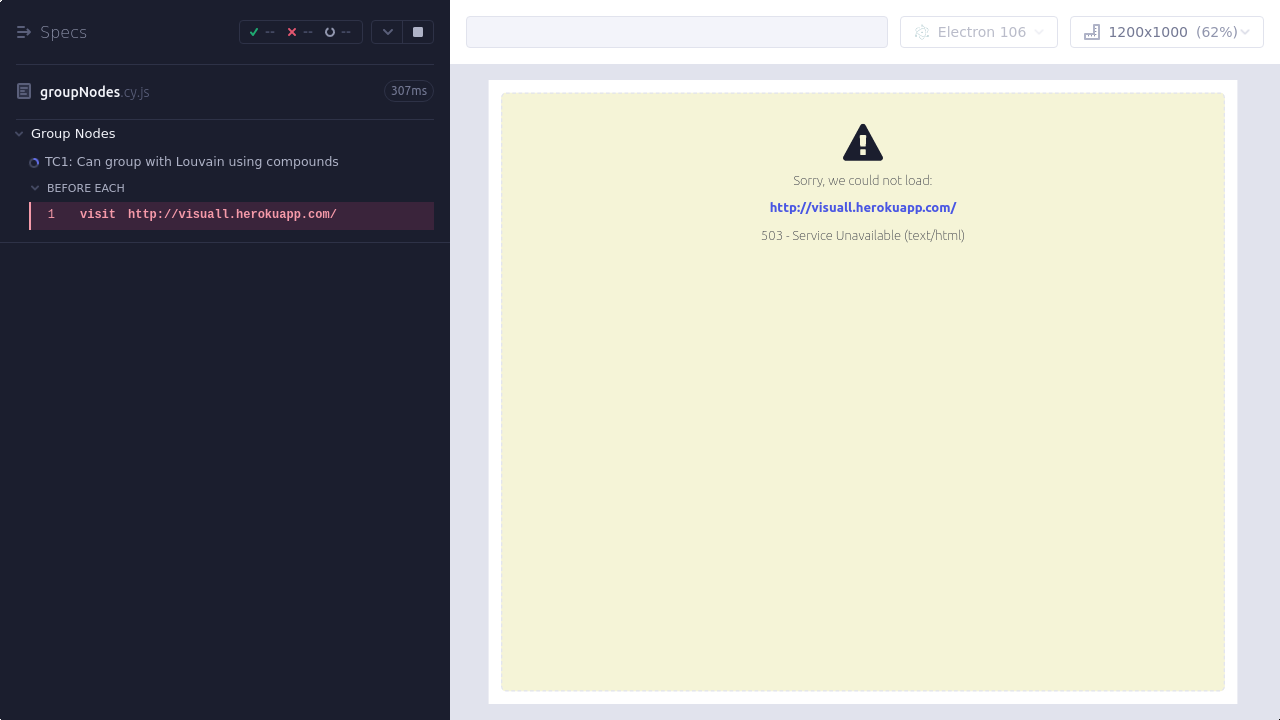 Specs
-- -- --
Electron 106
1200x1000 (62%)
groupNodes.cy.js
307ms
Group Nodes
TC1: Can group with Louvain using compounds
BEFORE EACH
1 visit http://visuall.herokuapp.com/
Sorry, we could not load:
http://visuall.herokuapp.com/
503 - Service Unavailable (text/html)